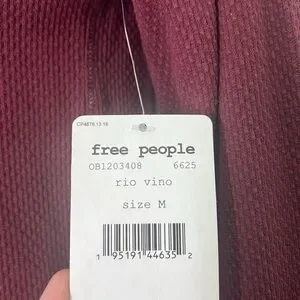 CP4878.13.18
free people
OB1203408 6625
rio vino
size M
1 95191 44635 2